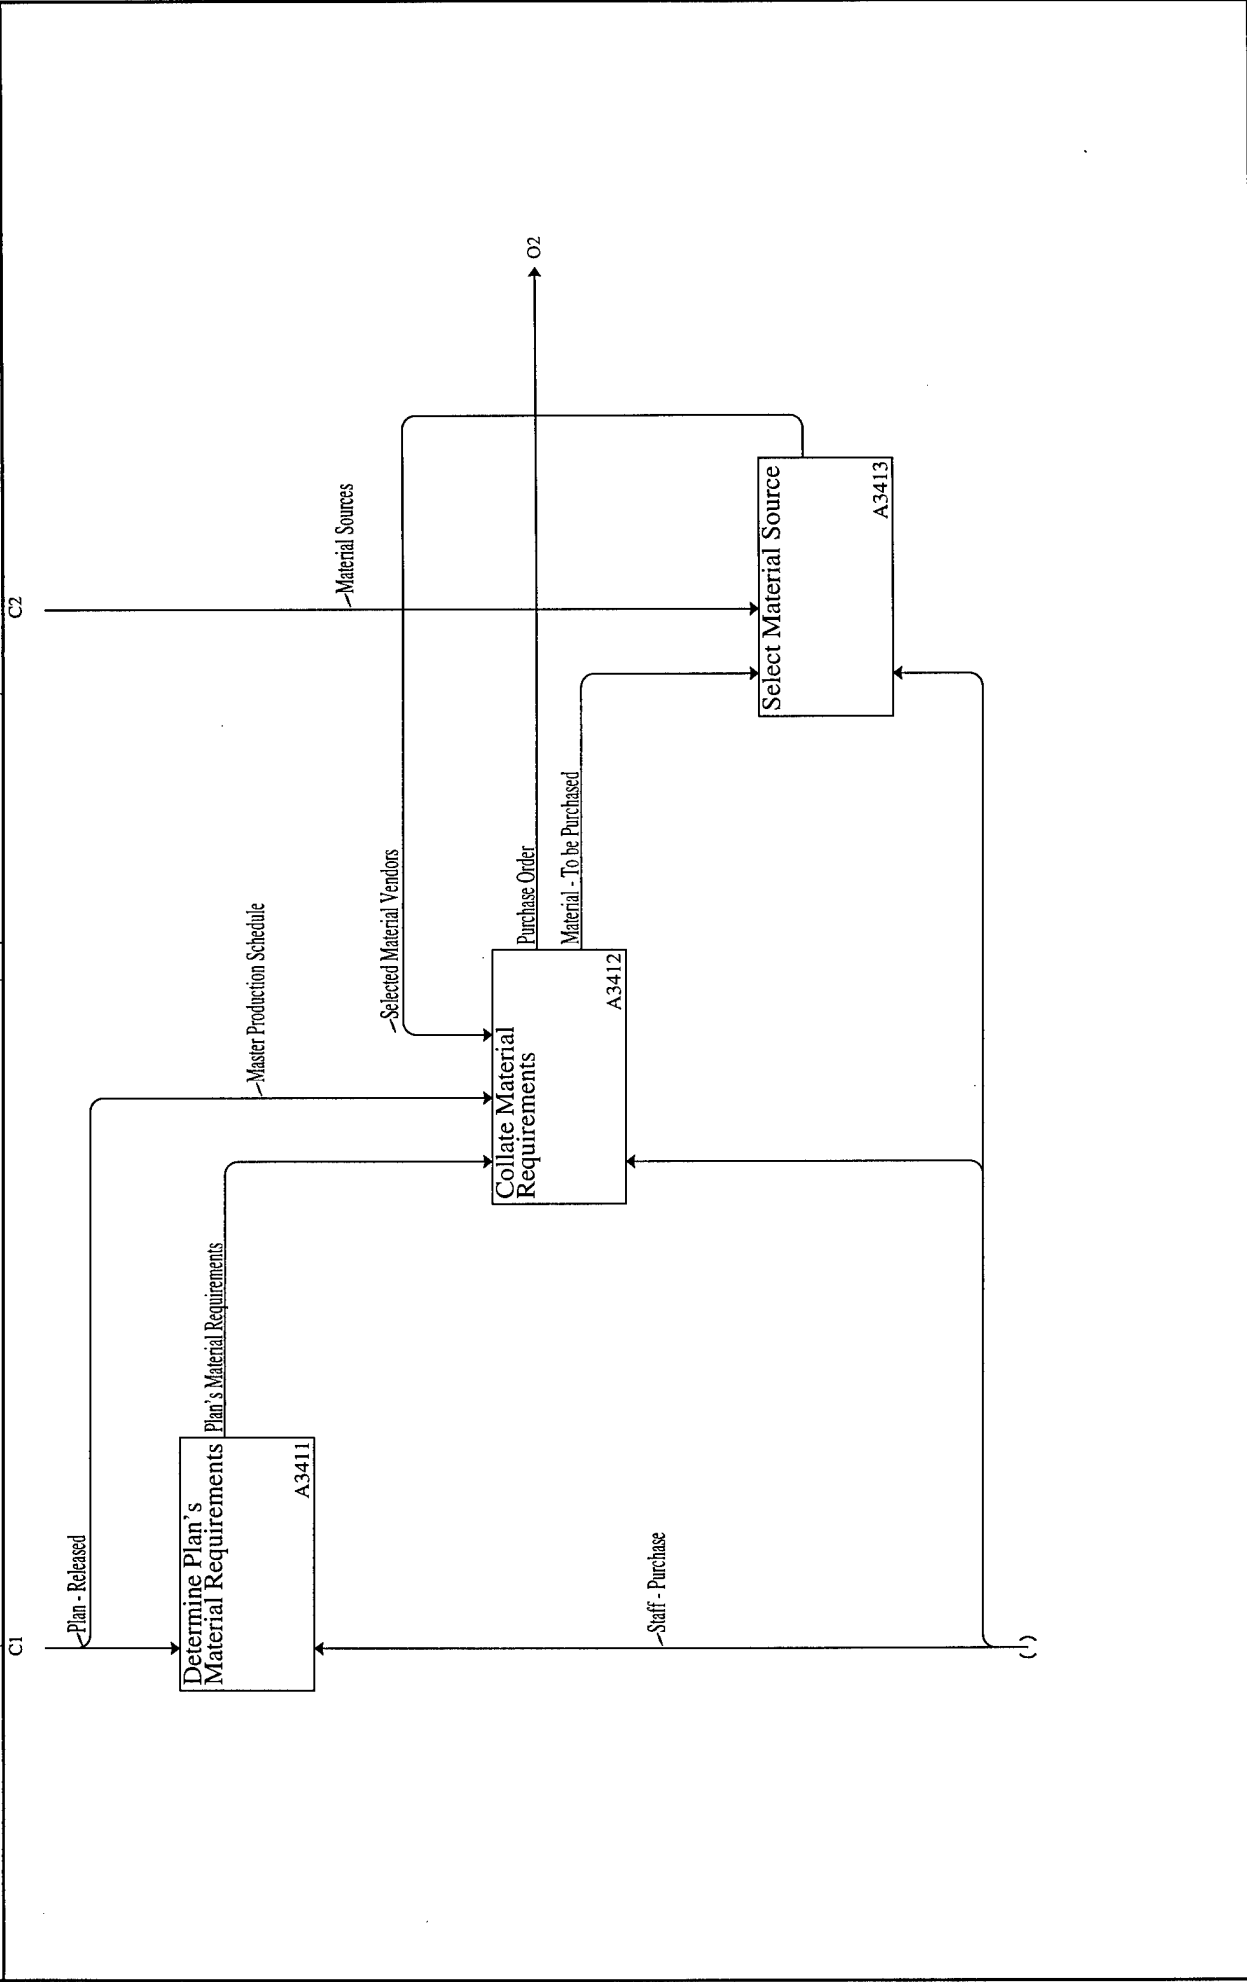 C1
C2
Plan - Released
Master Production Schedule
Material Sources
Determine Plan's
Material Requirements
A3411
Plan's Material Requirements
Selected Material Vendors
Collate Material
Requirements
A3412
Purchase Order
O2
Material - To be Purchased
Select Material Source
A3413
Staff - Purchase
( )